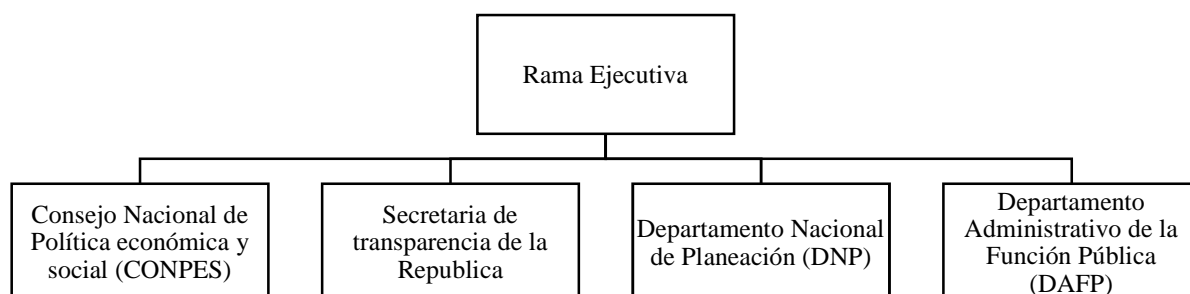 Rama Ejecutiva
Consejo Nacional de
Política económica y
social (CONPES)
Secretaria de
transparencia de la
Republica
Departamento Nacional
de Planeación (DNP)
Departamento
Administrativo de la
Función Pública
(DAFP)